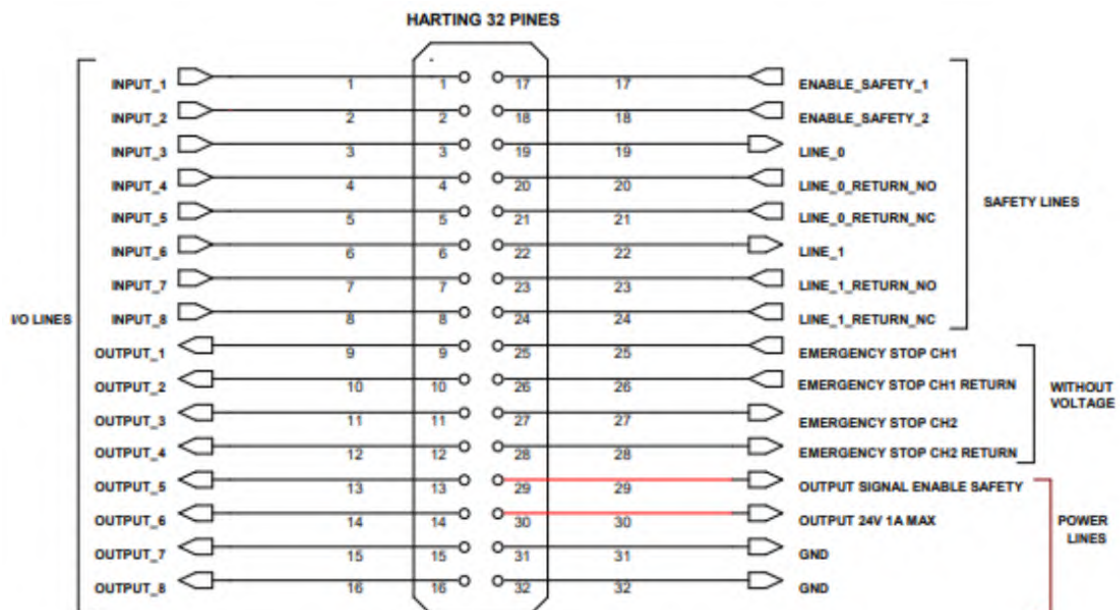 HARTING 32 PINES
INPUT_1 1 1 17 17 ENABLE_SAFETY_1
INPUT_2 2 2 18 18 ENABLE_SAFETY_2
INPUT_3 3 3 19 19 LINE_0
INPUT_4 4 4 20 20 LINE_0_RETURN_NO
SAFETY LINES
INPUT_5 5 5 21 21 LINE_0_RETURN_NC
INPUT_6 6 6 22 22 LINE_1
INPUT_7 7 7 23 23 LINE_1_RETURN_NO
I/O LINES
INPUT_8 8 8 24 24 LINE_1_RETURN_NC
OUTPUT_1 9 9 25 25 EMERGENCY STOP CH1
OUTPUT_2 10 10 26 26 EMERGENCY STOP CH1 RETURN
WITHOUT
VOLTAGE
OUTPUT_3 11 11 27 27 EMERGENCY STOP CH2
OUTPUT_4 12 12 28 28 EMERGENCY STOP CH2 RETURN
OUTPUT_5 13 13 29 29 OUTPUT SIGNAL ENABLE SAFETY
OUTPUT_6 14 14 30 30 OUTPUT 24V 1A MAX
POWER
LINES
OUTPUT_7 15 15 31 31 GND
OUTPUT_8 16 16 32 32 GND